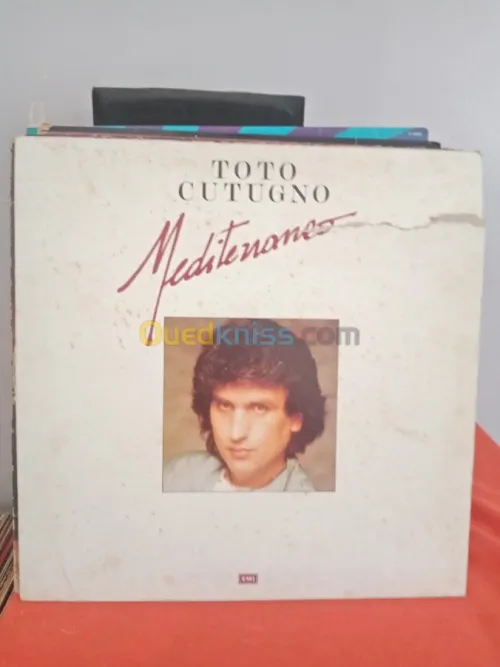 TOTO
CUTUGNO
Mediterraneo
Ouedkniss.com
EMI